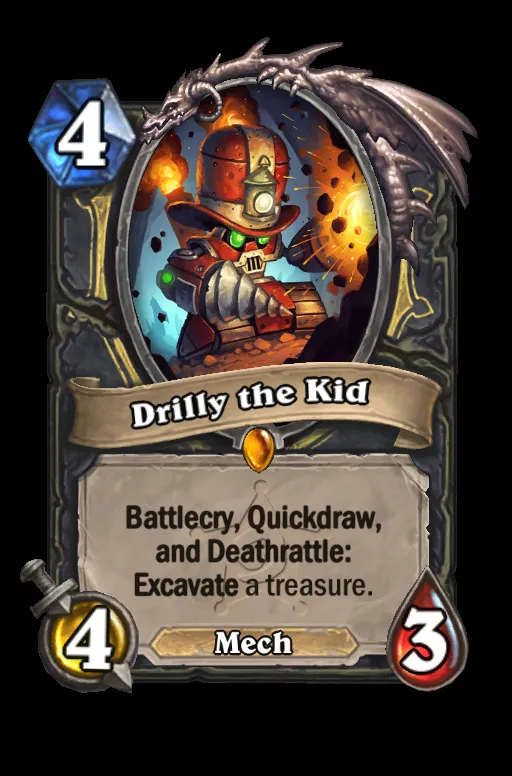 4
Drilly the Kid
Battlecry, Quickdraw,
and Deathrattle:
Excavate a treasure.
4
Mech
3